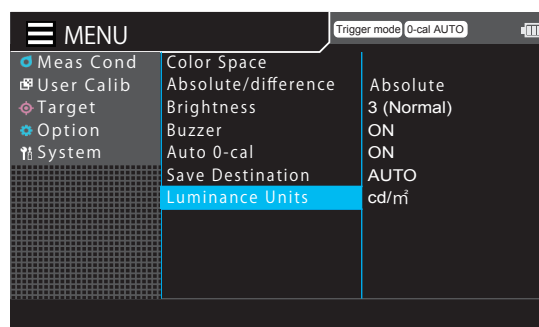 MENU
Trigger mode 0-cal AUTO
Meas Cond
User Calib
Target
Option
System
Color Space
Absolute/difference Absolute
Brightness 3 (Normal)
Buzzer ON
Auto 0-cal ON
Save Destination AUTO
Luminance Units cd/㎡